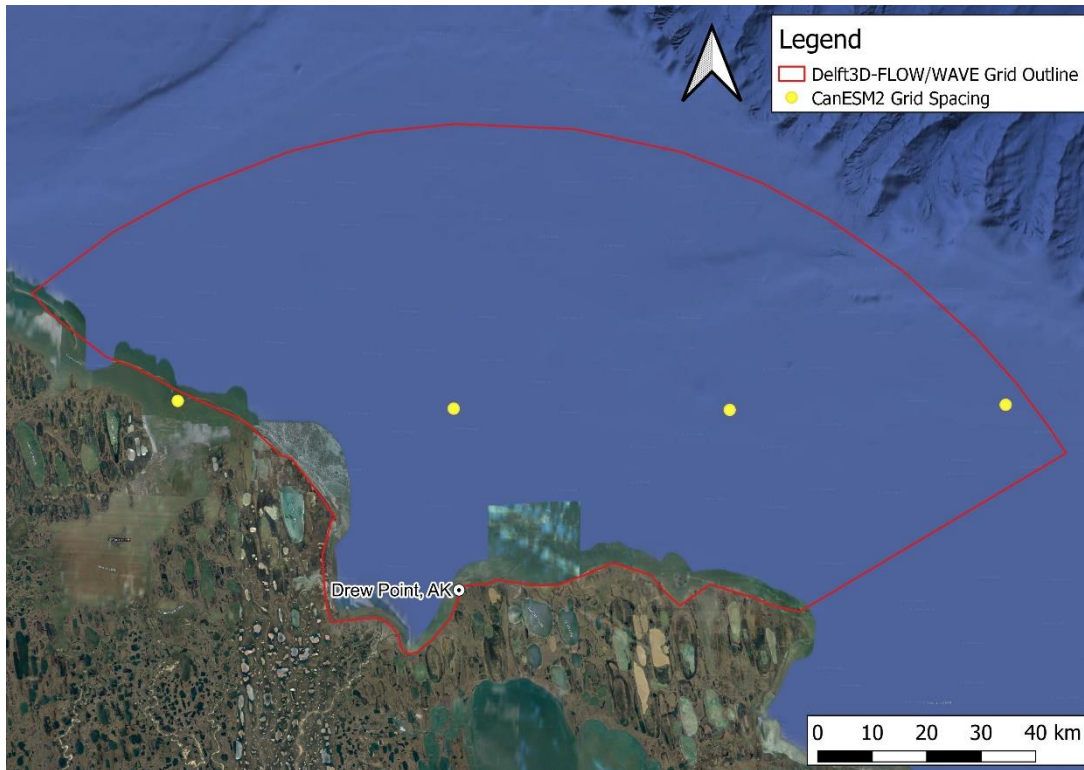 Legend
Delft3D-FLOW/WAVE Grid Outline
CanESM2 Grid Spacing
Drew Point, AK
0 10 20 30 40 km